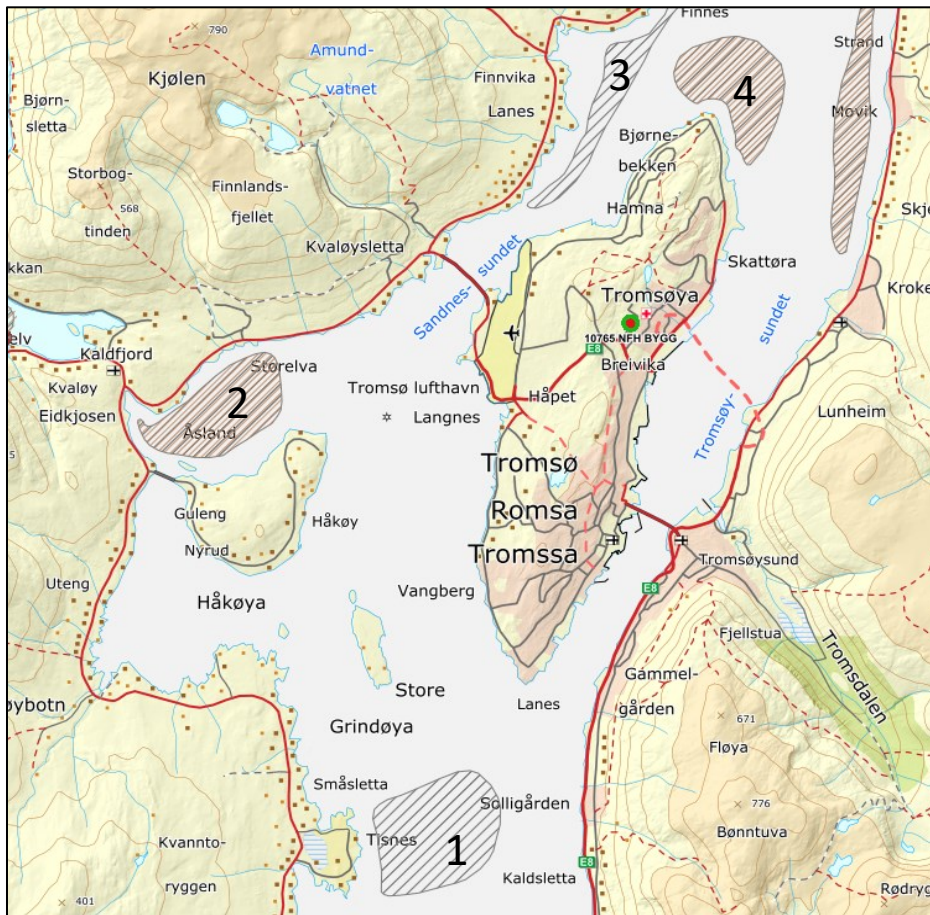 Finnes
790
Amund-
vatnet
3
4
Strand
Kjølen
Finnvika
Lanes
Bjørn-
sletta
Movik
Bjørne-
bekken
Storbog-
tinden
568
Finnlands-
fjellet
Hamna
Skje
Kvaløysletta
Sandnes-
sundet
Skattøra
kkan
Tromsøya
Kroke
elv
10765 NFH BYGG
E8
sundet
Tromsøy-
Kaldfjord
Storelva
Breivika
Kvaløy
Eidkjosen
2
Åsland
Tromsø lufthavn
Langnes
Håpet
Lunheim
Tromsø
Romsa
Tromssa
Guleng
Nyrud
Håkøy
Tromsøysund
Uteng
Håkøya
Vangberg
E8
Fjellstua
Tromsdalen
Gammel-
gården
Store
Grindøya
Lanes
øybotn
671
Fløya
Småsletta
Solligården
776
Bønntuva
Kvannto-
ryggen
Tisnes
1
E8
Kaldsletta
401
Rødryg